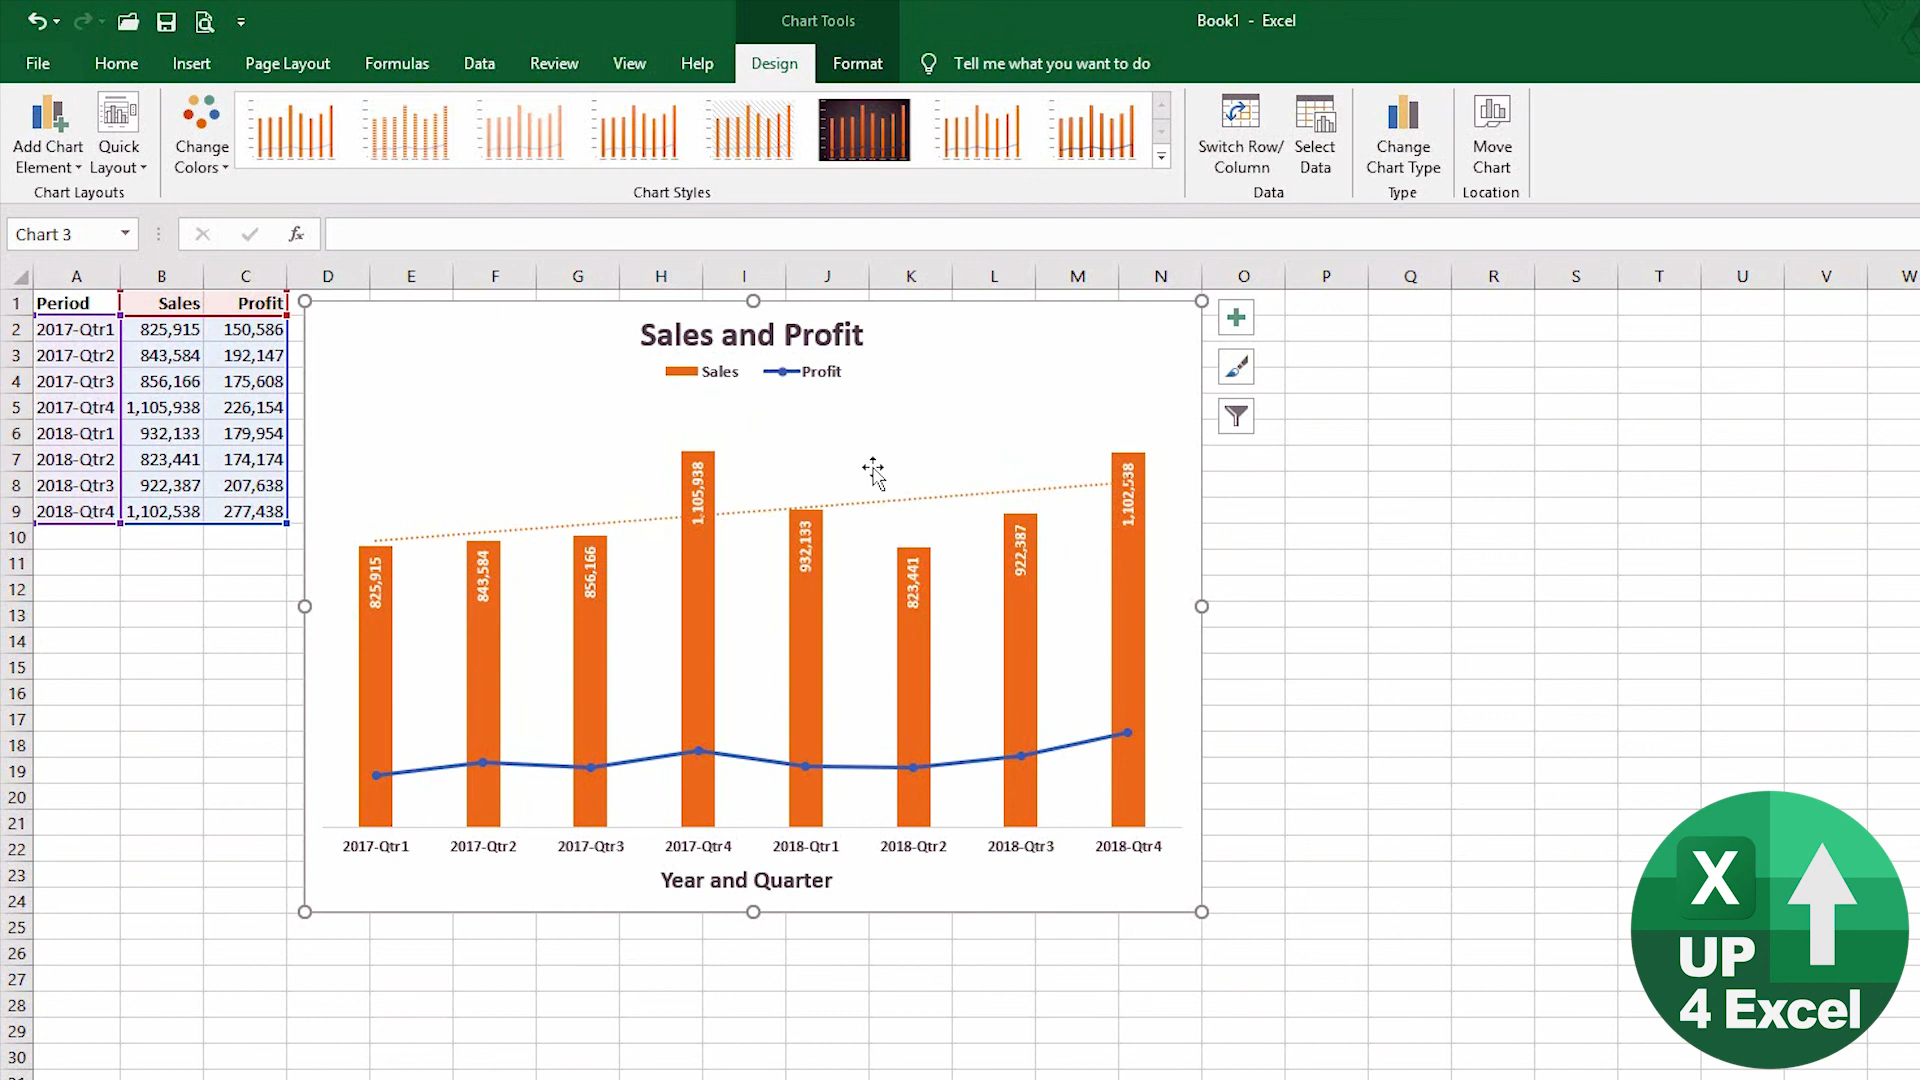 Chart Tools
Book1 - Excel
File Home Insert Page Layout Formulas Data Review View Help Design Format Tell me what you want to do
Add Chart Element
Quick Layout
Change Colors
Switch Row/ Column
Select Data
Change Chart Type
Move Chart
Chart Layouts Chart Styles Data Type Location
Chart 3 fx
A B C D E F G H I J K L M N O P Q R S T U V W
1 Period Sales Profit
2 2017-Qtr1 825,915 150,586
3 2017-Qtr2 843,584 192,147
4 2017-Qtr3 856,166 175,608
5 2017-Qtr4 1,105,938 226,154
6 2018-Qtr1 932,133 179,954
7 2018-Qtr2 823,441 174,174
8 2018-Qtr3 922,387 207,638
9 2018-Qtr4 1,102,538 277,438
10
11
12
13
14
15
16
17
18
19
20
21
22
23
24
25
26
27
28
29
30
Sales and Profit
Sales Profit
825,915
843,584
856,166
1,105,938
932,133
823,441
922,387
1,102,538
2017-Qtr1 2017-Qtr2 2017-Qtr3 2017-Qtr4 2018-Qtr1 2018-Qtr2 2018-Qtr3 2018-Qtr4
Year and Quarter
X
UP
4 Excel